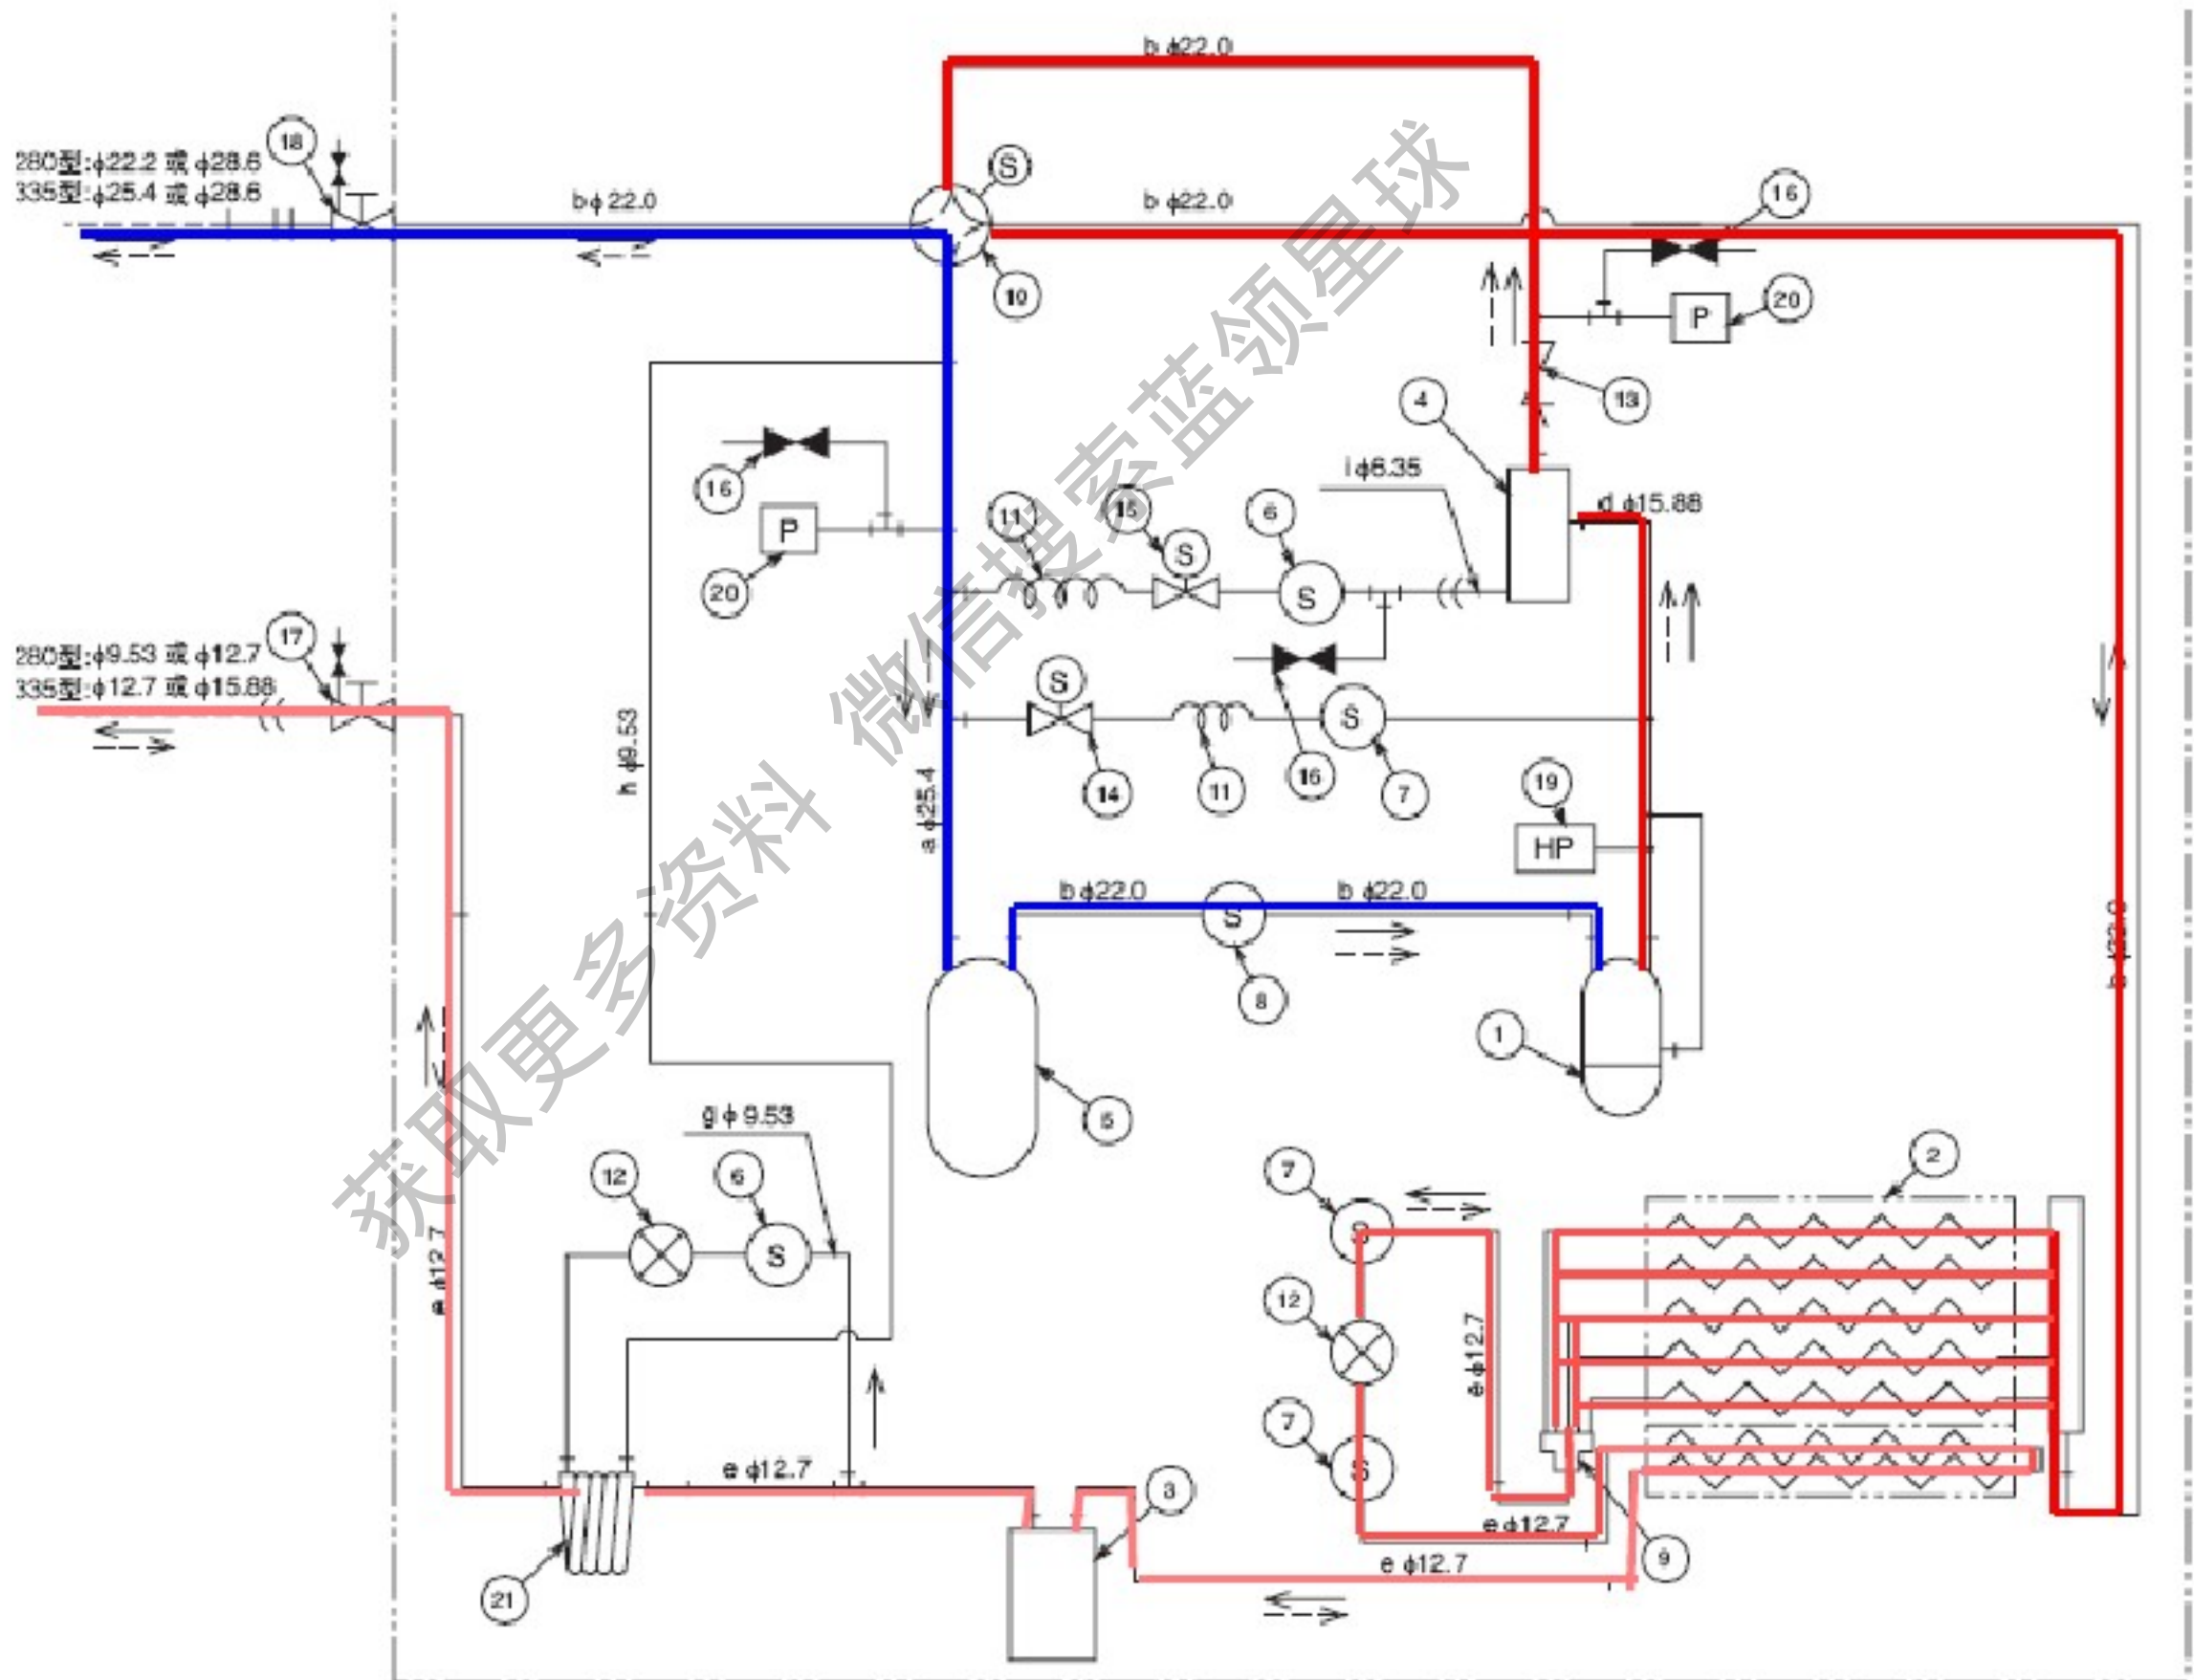 b ϕ22.0
18
280型:ϕ22.2 或 ϕ28.6
335型:ϕ25.4 或 ϕ28.6
S
bϕ22.0
b ϕ22.0
16
10
20
P
13
4
16
iϕ6.35
d ϕ15.88
P
11
15
6
S
20
S
17
280型:ϕ9.53 或 ϕ12.7
335型:ϕ12.7 或 ϕ15.88
S
S
h ϕ9.53
a ϕ25.4
14
11
16
7
19
HP
b ϕ22.0
b ϕ22.0
S
b ϕ22.0
8
1
5
gϕ9.53
12
6
S
7
2
S
12
e ϕ12.7
e ϕ12.7
7
S
e ϕ12.7
3
e ϕ12.7
9
e ϕ12.7
21
获取更多资料 微信搜索蓝领星球